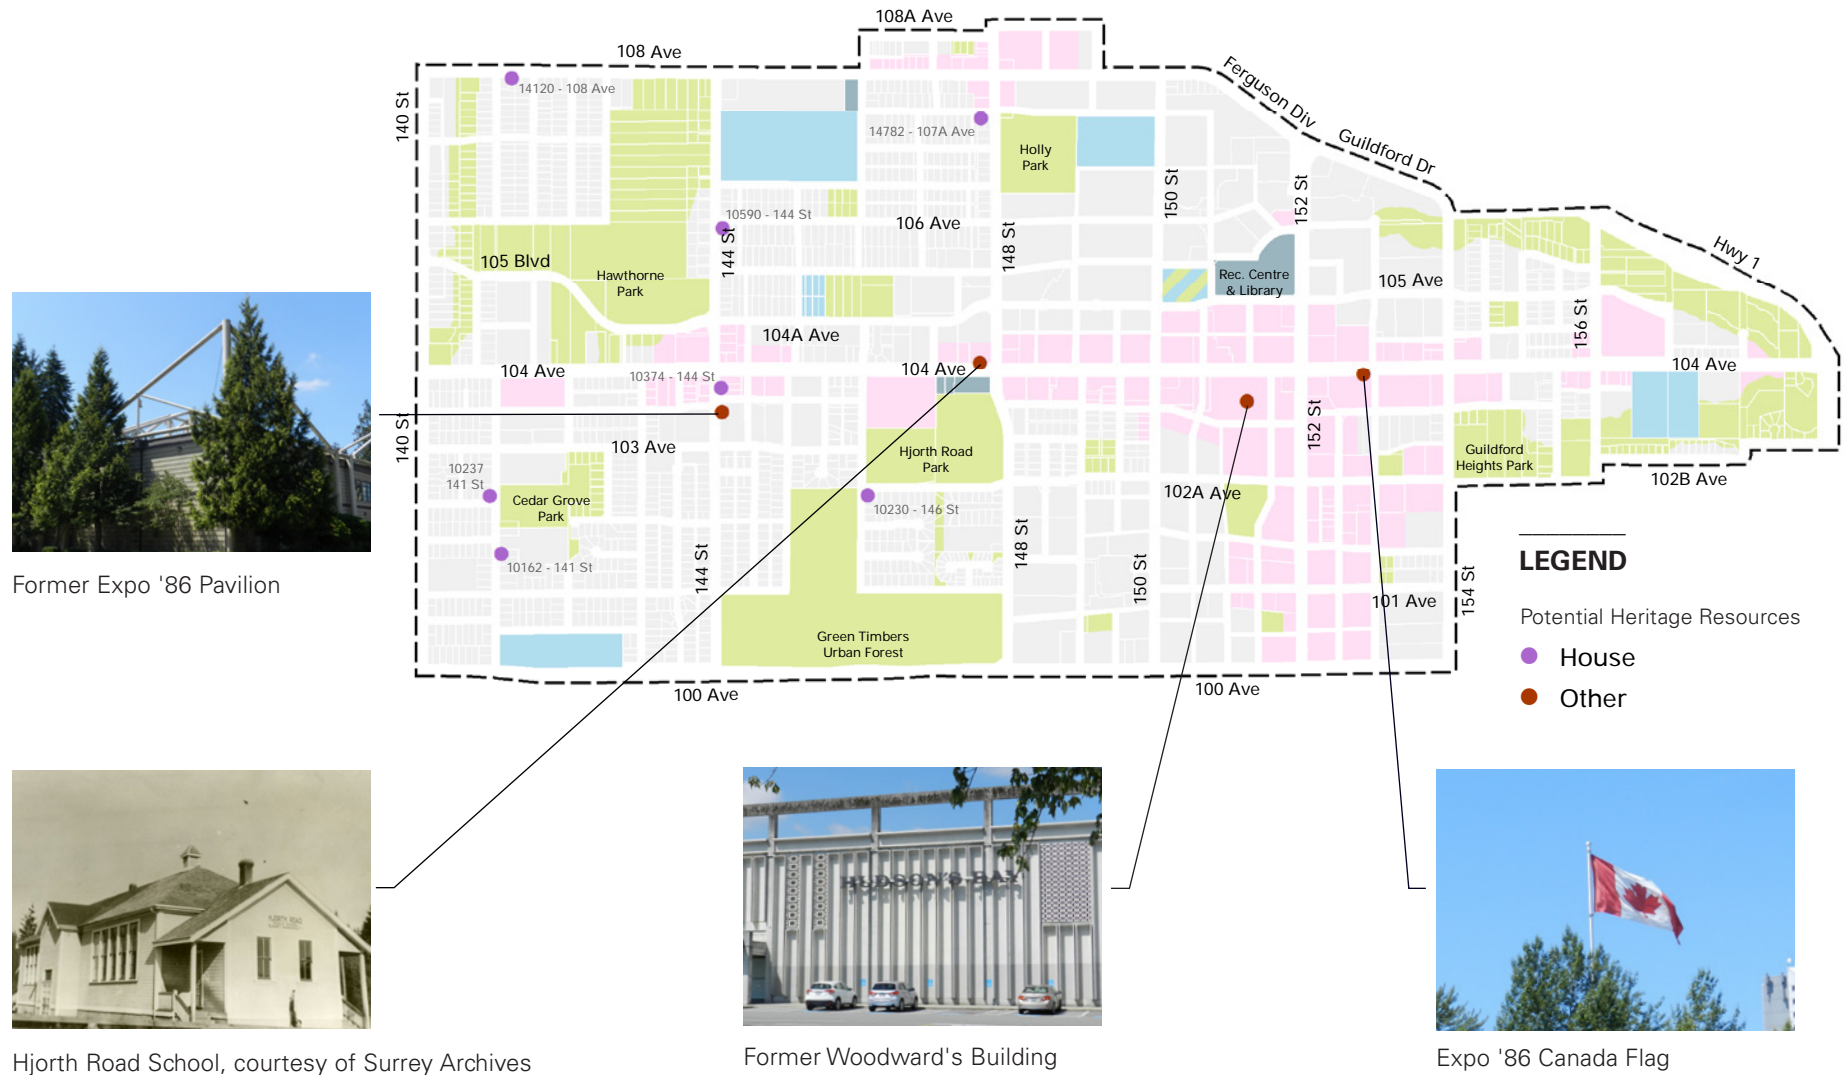 108A Ave
108 Ave
Ferguson Div
Guildford Dr
140 St
14120 - 108 Ave
14782 - 107A Ave
Holly
Park
150 St
152 St
10590 - 144 St
106 Ave
144 St
148 St
Hwy 1
105 Blvd
Hawthorne
Park
Rec. Centre
& Library
105 Ave
156 St
104A Ave
104 Ave
10374 - 144 St
104 Ave
104 Ave
140 St
103 Ave
152 St
Hjorth Road
Park
Guildford
Heights Park
10237
141 St
Cedar Grove
Park
10230 - 146 St
102A Ave
102B Ave
10162 - 141 St
144 St
148 St
150 St
154 St
101 Ave
Green Timbers
Urban Forest
100 Ave
100 Ave
LEGEND
Potential Heritage Resources
House
Other
Former Expo '86 Pavilion
HJORTH ROAD
HUDSON'S BAY
Hjorth Road School, courtesy of Surrey Archives
Former Woodward's Building
Expo '86 Canada Flag